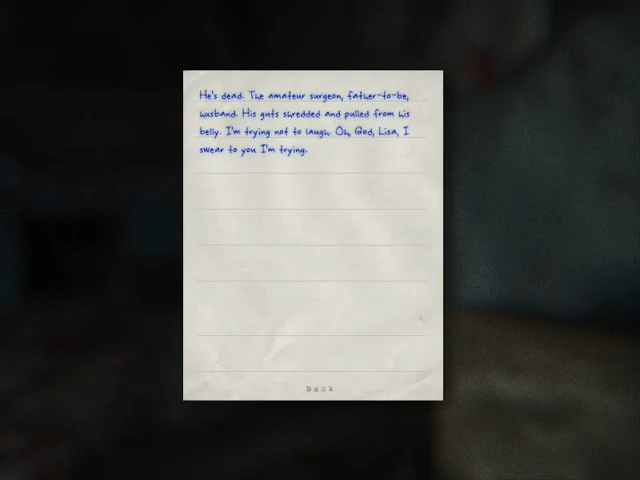 He's dead. The amateur surgeon, father-to-be,
husband. His guts shredded and pulled from his
belly. I'm trying not to laugh. Oh, God, Lisa, I
swear to you I'm trying.
Back